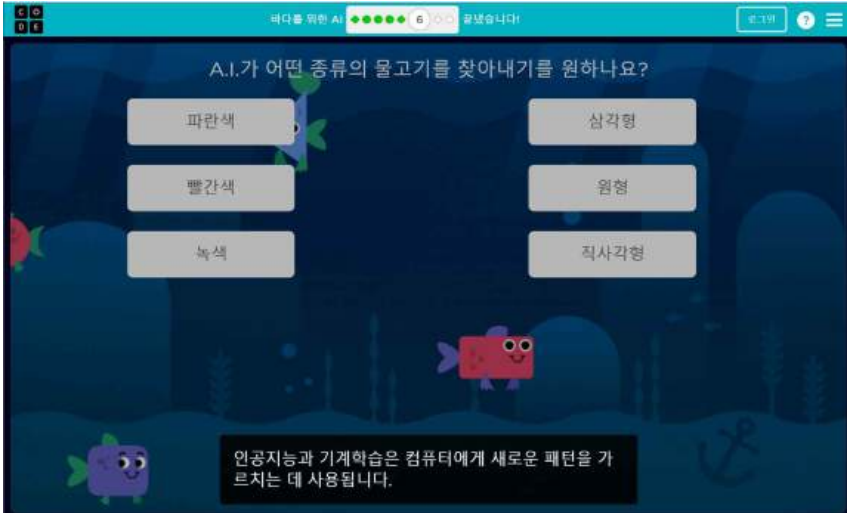 C O
D E
바다를 위한 AI 6 끝냈습니다!
로그인 ?
A.I.가 어떤 종류의 물고기를 찾아내기를 원하나요?
파란색
삼각형
빨간색
원형
녹색
직사각형
인공지능과 기계학습은 컴퓨터에게 새로운 패턴을 가
르치는 데 사용됩니다.